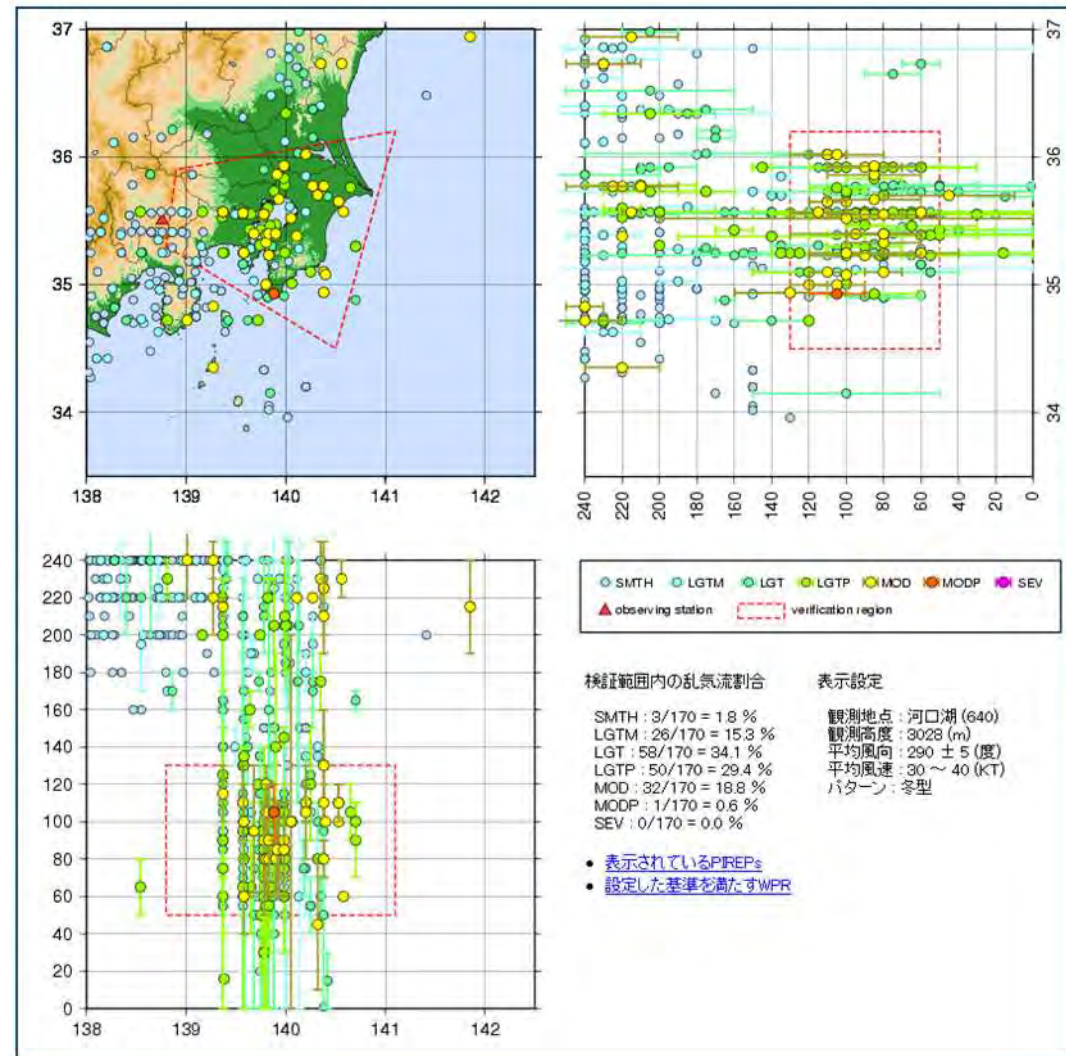 37
36
35
34
138 139 140 141 142
37
36
35
34
240 220 200 180 160 140 120 100 80 60 40 20 0
240
220
200
180
160
140
120
100
80
60
40
20
0
138 139 140 141 142
SMTH LGTM LGT LGTP MOD MODP SEV
observing station verification region
検証範囲内の乱気流割合
SMTH : 3/170 = 1.8 %
LGTM : 26/170 = 15.3 %
LGT : 58/170 = 34.1 %
LGTP : 50/170 = 29.4 %
MOD : 32/170 = 18.8 %
MODP : 1/170 = 0.6 %
SEV : 0/170 = 0.0 %
• 表示されているPIREPs
• 設定した基準を満たすWPR
表示設定
観測地点 : 河口湖 (640)
観測高度 : 3028 (m)
平均風向 : 290 ± 5 (度)
平均風速 : 30 ～ 40 (KT)
パターン : 冬型